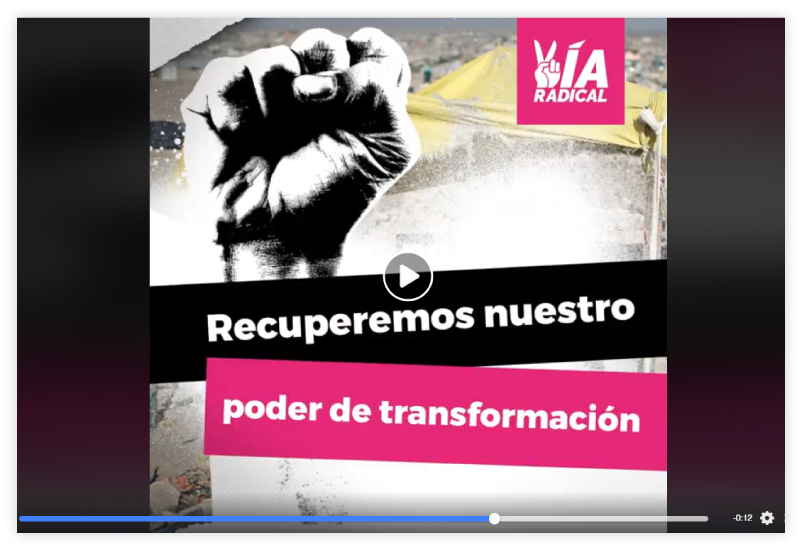 VÍA
RADICAL
Recuperemos nuestro
poder de transformación
-0:12